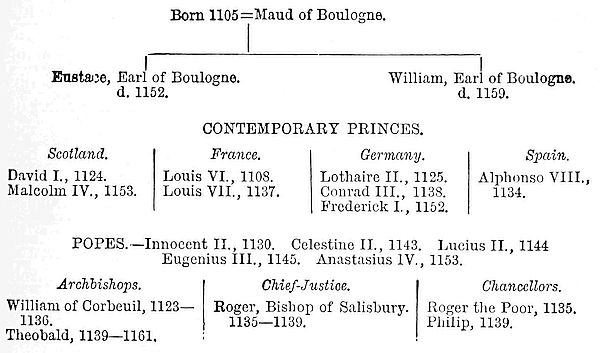 Born 1105=Maud of Boulogne.
Eustace, Earl of Boulogne.
d. 1152.
William, Earl of Boulogne.
d. 1159.
CONTEMPORARY PRINCES.
Scotland.
David I., 1124.
Malcolm IV., 1153.
France.
Louis VI., 1108.
Louis VII., 1137.
Germany.
Lothaire II., 1125.
Conrad III., 1138.
Frederick I., 1152.
Spain.
Alphonso VIII.,
1134.
POPES.—Innocent II., 1130. Celestine II., 1143. Lucius II., 1144
Eugenius III., 1145. Anastasius IV., 1153.
Archbishops.
William of Corbeuil, 1123—
1136.
Theobald, 1139—1161.
Chief-Justice.
Roger, Bishop of Salisbury.
1135—1139.
Chancellors.
Roger the Poor, 1135.
Philip, 1139.